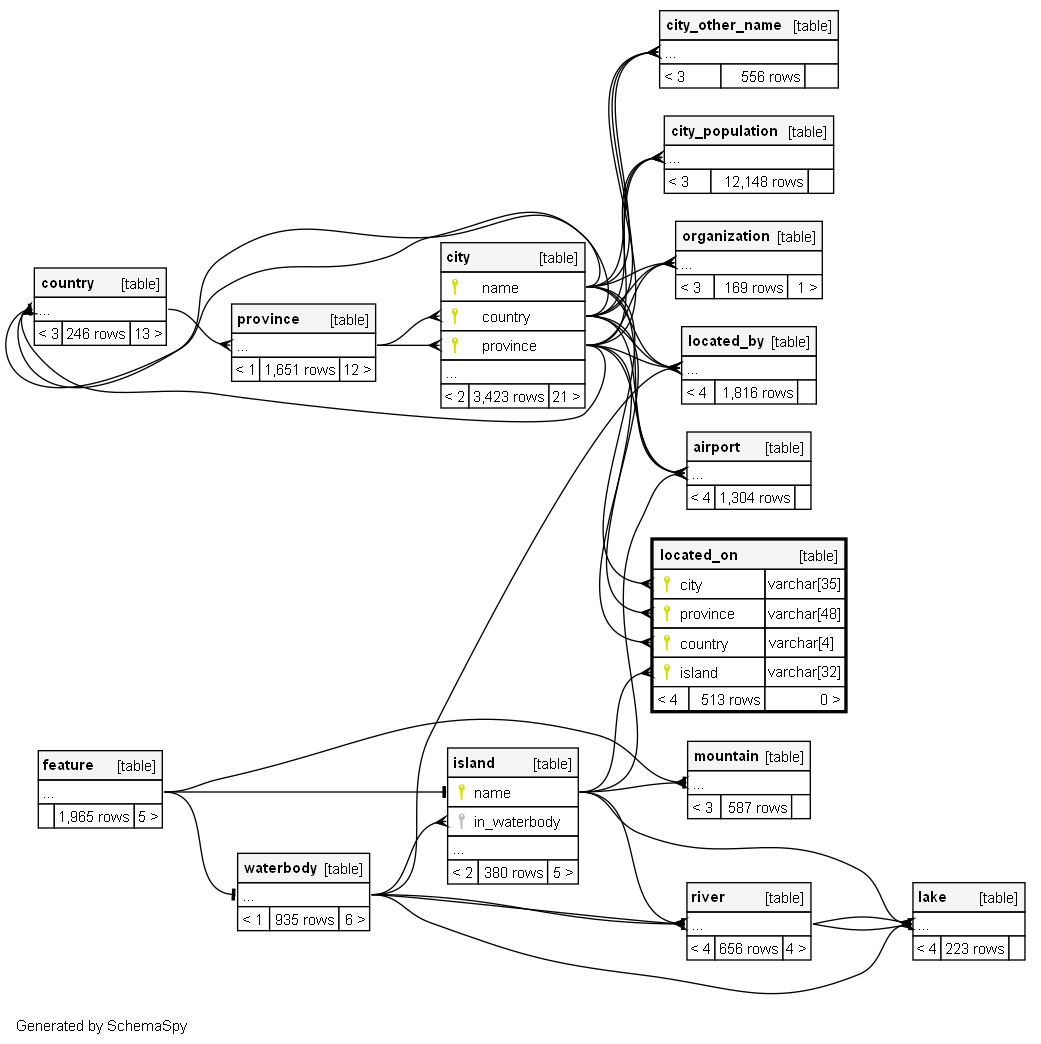 city_other_name [table]
...
< 3 556 rows
city_population [table]
...
< 3 12,148 rows
organization [table]
...
< 3 169 rows 1 >
city [table]
name
country
province
...
< 2 3,423 rows 21 >
country [table]
...
< 3 246 rows 13 >
province [table]
...
< 1 1,651 rows 12 >
located_by [table]
...
< 4 1,816 rows
airport [table]
...
< 4 1,304 rows
located_on [table]
city varchar[35]
province varchar[48]
country varchar[4]
island varchar[32]
< 4 513 rows 0 >
feature [table]
...
1,965 rows 5 >
island [table]
name
in_waterbody
...
< 2 380 rows 5 >
mountain [table]
...
< 3 587 rows
waterbody [table]
...
< 1 935 rows 6 >
river [table]
...
< 4 656 rows 4 >
lake [table]
...
< 4 223 rows
Generated by SchemaSpy